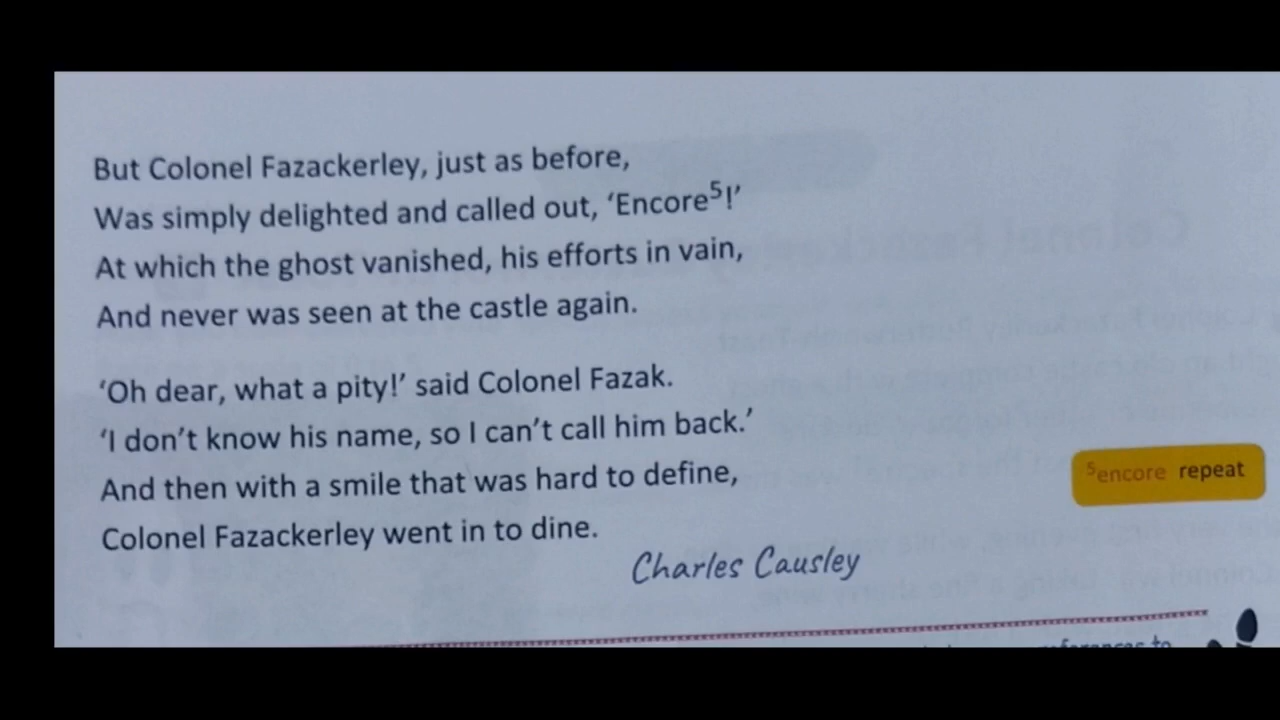 But Colonel Fazackerley, just as before,
Was simply delighted and called out, ‘Encore⁵!’
At which the ghost vanished, his efforts in vain,
And never was seen at the castle again.
‘Oh dear, what a pity!’ said Colonel Fazak.
‘I don’t know his name, so I can’t call him back.’
And then with a smile that was hard to define,
Colonel Fazackerley went in to dine.
Charles Causley
⁵encore repeat